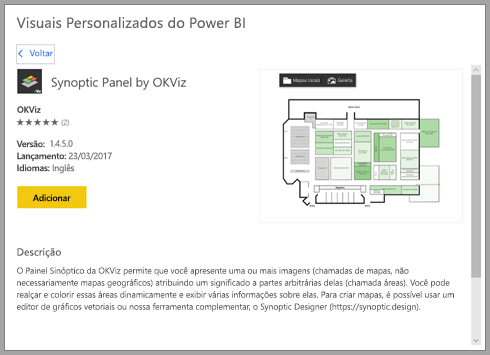 Visuais Personalizados do Power BI
Voltar
Synoptic Panel by OKViz
OKViz
(2)
Versão: 1.4.5.0
Lançamento: 23/03/2017
Idiomas: Inglês
Adicionar
Mapas locais Galeria
Descrição
O Painel Sinóptico da OKViz permite que você apresente uma ou mais imagens (chamadas de mapas, não
necessariamente mapas geográficos) atribuindo um significado a partes arbitrárias delas (chamada áreas). Você pode
realçar e colorir essas áreas dinamicamente e exibir várias informações sobre elas. Para criar mapas, é possível usar um
editor de gráficos vetoriais ou nossa ferramenta complementar, o Synoptic Designer (https://synoptic.design).